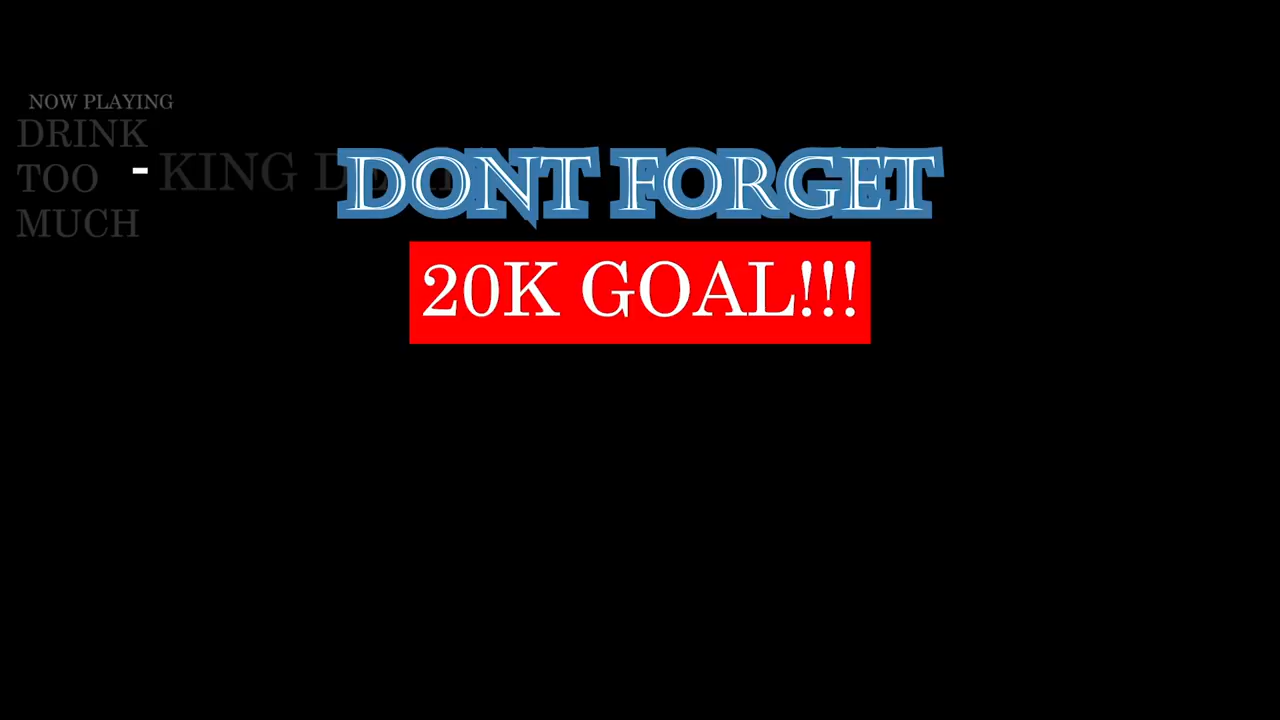 NOW PLAYING
DRINK
TOO
MUCH
- KING
DONT FORGET
20K GOAL!!!